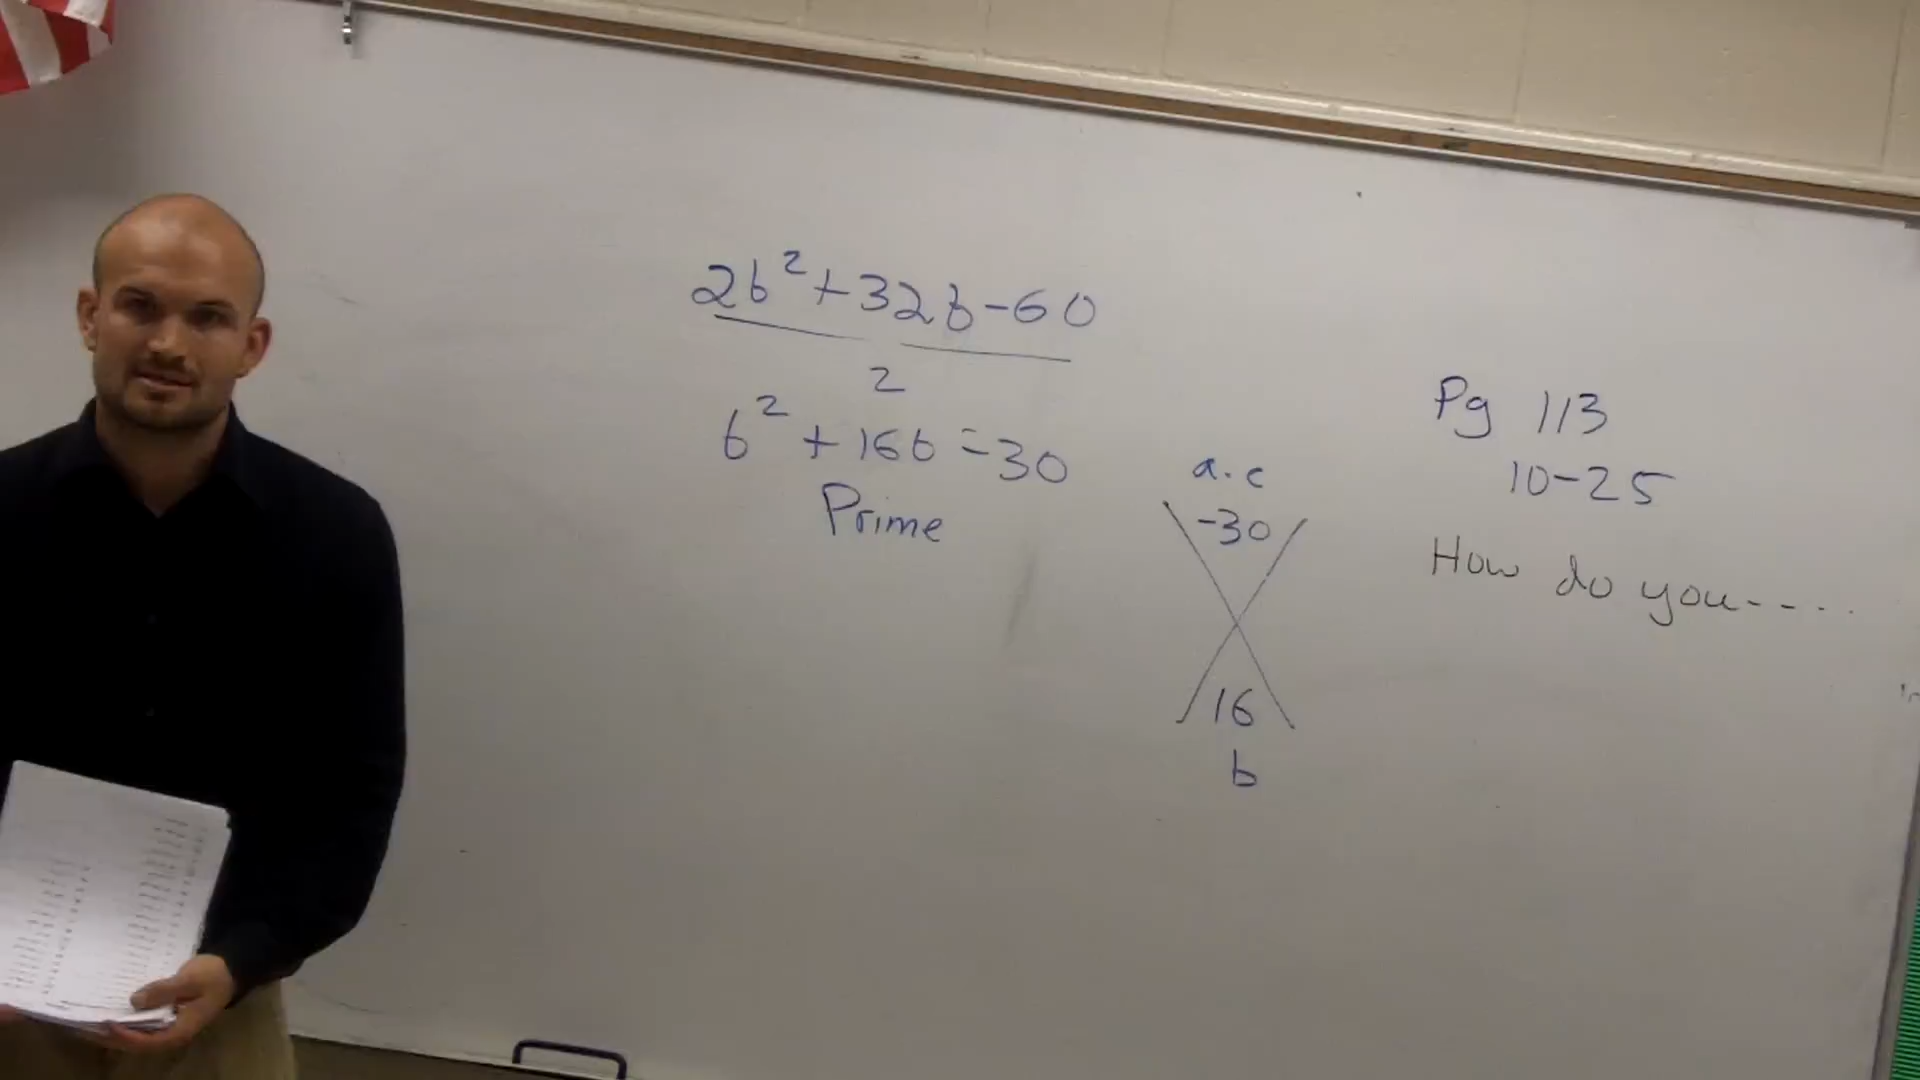 2b² + 32b - 60
2
b² + 16b - 30
Prime
a. c
-30
16
b
Pg 113
10-25
How do you-----